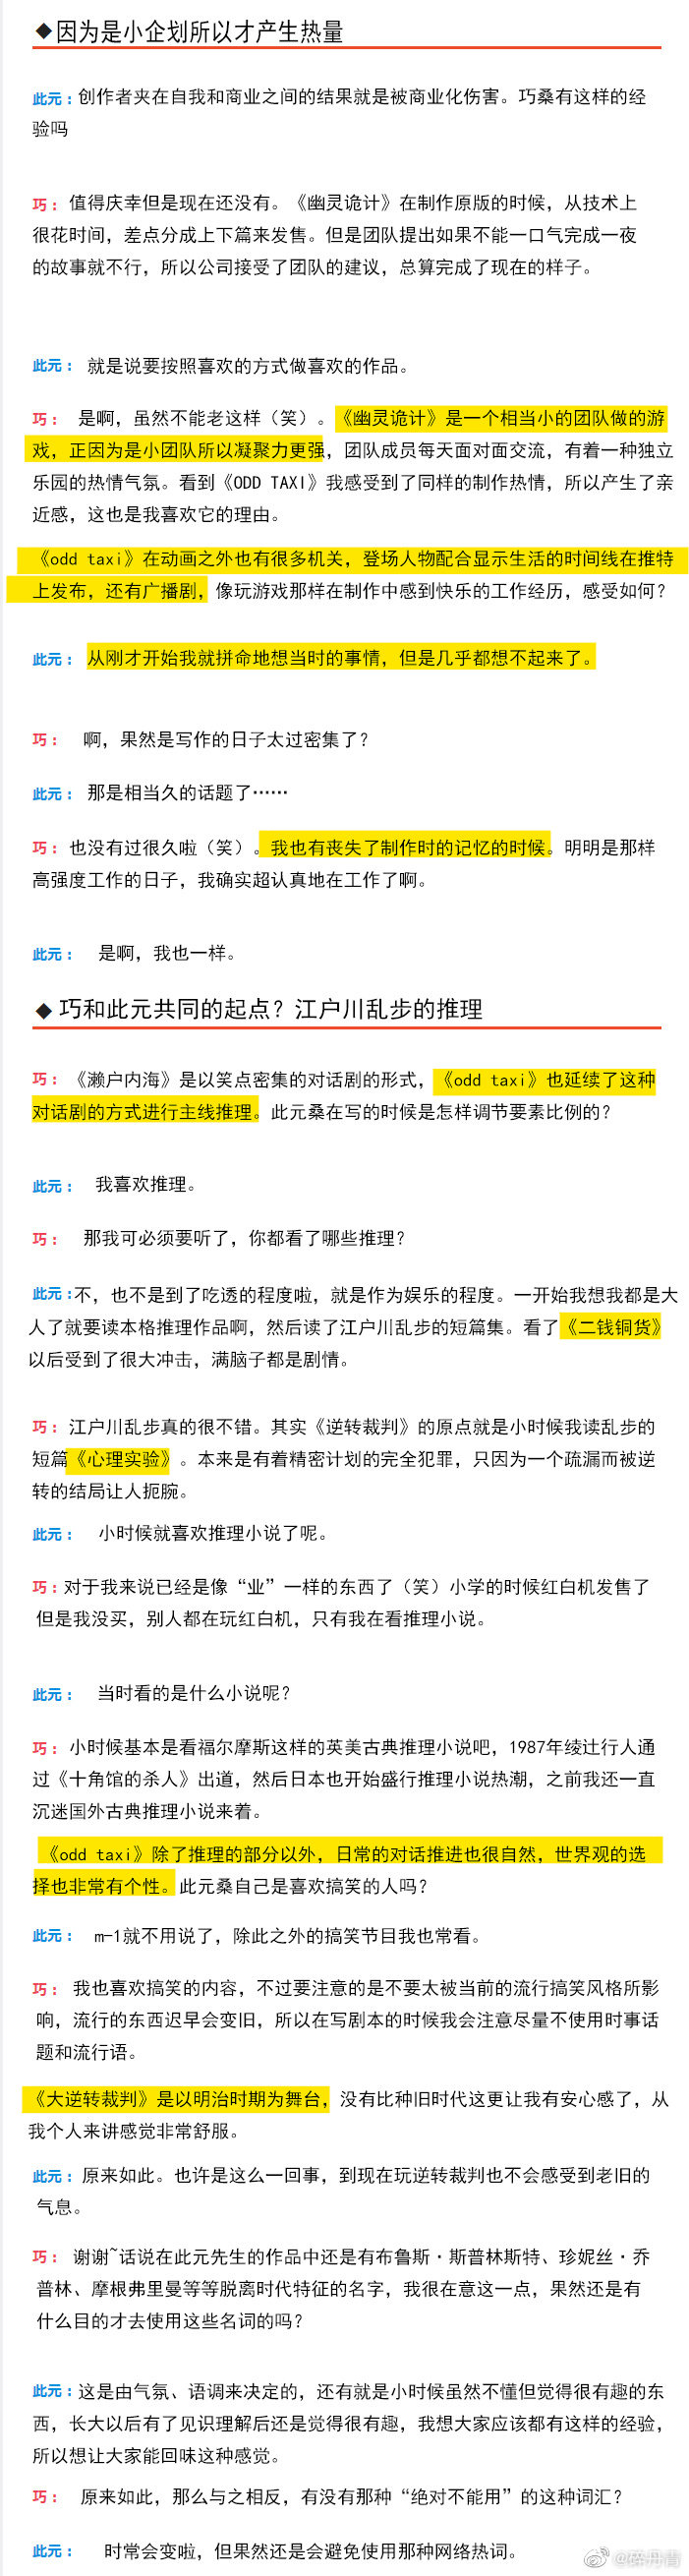 ◆因为是小企划所以才产生热量
此元：创作者夹在自我和商业之间的结果就是被商业化伤害。巧桑有这样的经
验吗
巧：值得庆幸但是现在还没有。《幽灵诡计》在制作原版的时候，从技术上
很花时间，差点分成上下篇来发售。但是团队提出如果不能一口气完成一夜
的故事就不行，所以公司接受了团队的建议，总算完成了现在的样子。
此元：就是说要按照喜欢的方式做喜欢的作品。
巧：是啊，虽然不能老这样（笑）。《幽灵诡计》是一个相当小的团队做的游
戏，正因为是小团队所以凝聚力更强，团队成员每天面对面交流，有着一种独立
乐园的热情气氛。看到《ODD TAXI》我感受到了同样的制作热情，所以产生了亲
近感，这也是我喜欢它的理由。
《odd taxi》在动画之外也有很多机关，登场人物配合显示生活的时间线在推特
上发布，还有广播剧，像玩游戏那样在制作中感到快乐的工作经历，感受如何？
此元：从刚才开始我就拼命地想当时的事情，但是几乎都想不起来了。
巧：啊，果然是写作的日子太过密集了？
此元：那是相当久的话题了……
巧：也没有过很久啦（笑）。我也有丧失了制作时的记忆的时候。明明是那样
高强度工作的日子，我确实超认真地在工作了啊。
此元：是啊，我也一样。
◆巧和此元共同的起点？江户川乱步的推理
巧：《濑户内海》是以笑点密集的对话剧的形式，《odd taxi》也延续了这种
对话剧的方式进行主线推理。此元桑在写的时候是怎样调节要素比例的？
此元：我喜欢推理。
巧：那我可必须要听了，你都看了哪些推理？
此元：不，也不是到了吃透的程度啦，就是作为娱乐的程度。一开始我想我都是大
人了就要读本格推理作品啊，然后读了江户川乱步的短篇集。看了《二钱铜货》
以后受到了很大冲击，满脑子都是剧情。
巧：江户川乱步真的很不错。其实《逆转裁判》的原点就是小时候我读乱步的
短篇《心理实验》。本来是有着精密计划的完全犯罪，只因为一个疏漏而被逆
转的结局让人扼腕。
此元：小时候就喜欢推理小说了呢。
巧：对于我来说已经是像“业”一样的东西了（笑）小学的时候红白机发售了
但是我没买，别人都在玩红白机，只有我在看推理小说。
此元：当时看的是什么小说呢？
巧：小时候基本是看福尔摩斯这样的英美古典推理小说吧，1987年绫辻行人通
过《十角馆的杀人》出道，然后日本也开始盛行推理小说热潮，之前我还一直
沉迷国外古典推理小说来着。
《odd taxi》除了推理的部分以外，日常的对话推进也很自然，世界观的选
择也非常有个性。此元桑自己是喜欢搞笑的人吗？
此元：m-1就不用说了，除此之外的搞笑节目我也常看。
巧：我也喜欢搞笑的内容，不过要注意的是不要太被当前的流行搞笑风格所影
响，流行的东西迟早会变旧，所以在写剧本的时候我会注意尽量不使用时事话
题和流行语。
《大逆转裁判》是以明治时期为舞台，没有比种旧时代这更让我有安心感了，从
我个人来讲感觉非常舒服。
此元：原来如此。也许是这么一回事，到现在玩逆转裁判也不会感受到老旧的
气息。
巧：谢谢~话说在此元先生的作品中还是有布鲁斯·斯普林斯特、珍妮丝·乔
普林、摩根弗里曼等等脱离时代特征的名字，我很在意这一点，果然还是有
什么目的才去使用这些名词的吗？
此元：这是由气氛、语调来决定的，还有就是小时候虽然不懂但觉得很有趣的东
西，长大以后有了见识理解后还是觉得很有趣，我想大家应该都有这样的经验，
所以想让大家能回味这种感觉。
巧：原来如此，那么与之相反，有没有那种“绝对不能用”的这种词汇？
此元：时常会变啦，但果然还是会避免使用那种网络热词。
@碎丹青